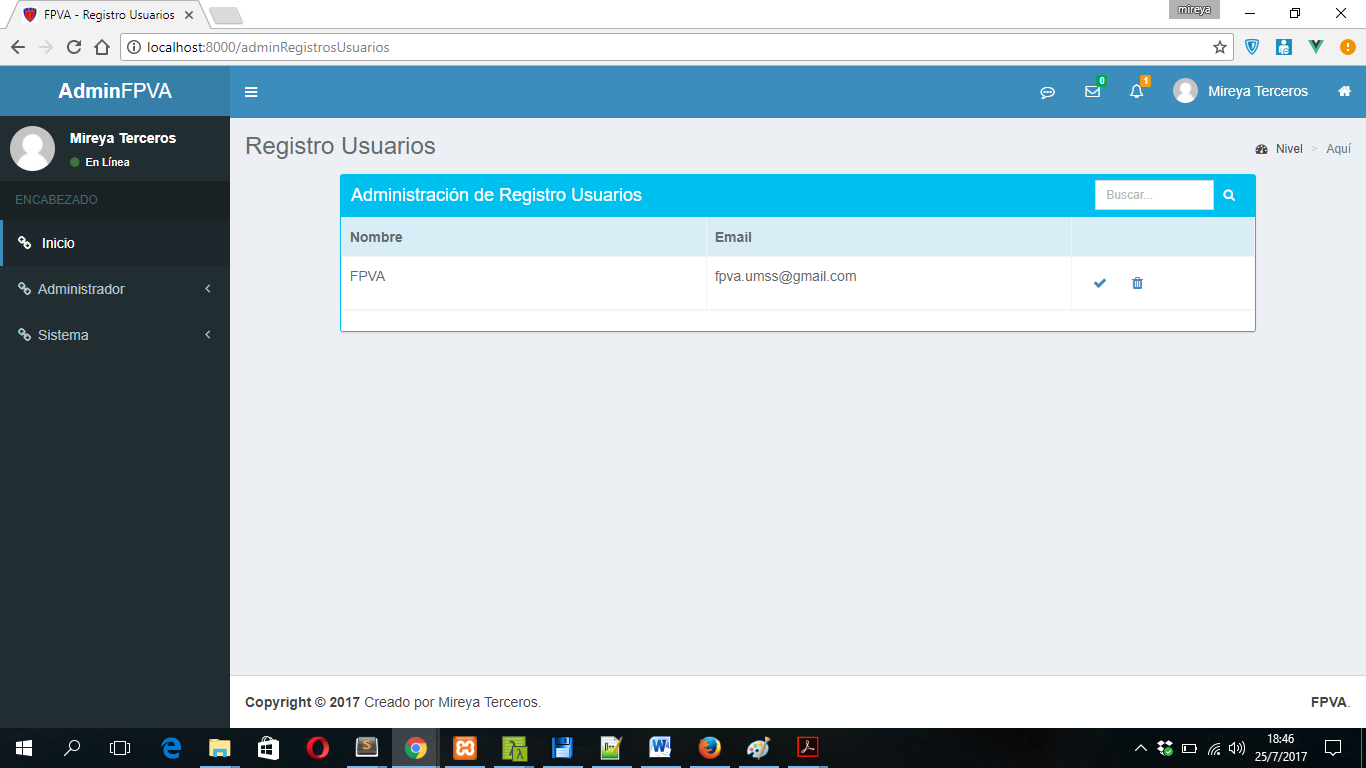 FPVA - Registro Usuarios
mireya
localhost:8000/adminRegistrosUsuarios
AdminFPVA
0
1
Mireya Terceros
Mireya Terceros
En Línea
ENCABEZADO
Inicio
Administrador
Sistema
Registro Usuarios
Nivel > Aquí
Administración de Registro Usuarios
Buscar...
Nombre Email
FPVA fpva.umss@gmail.com
Copyright © 2017 Creado por Mireya Terceros.
FPVA.
18:46
25/7/2017